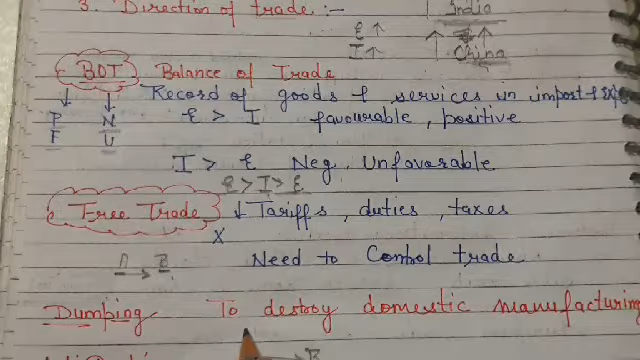 3. Direction of trade :-
India
E ↑
I ↑
China
BOT Balance of Trade
Record of goods & services in import &
P N E > I favourable, positive
F U
I > E Neg. Unfavorable
E > I > E
Free Trade ↓ Tariffs, duties, taxes
X
A → B Need to Control trade
Dumping To destroy domestic manufacturing
B